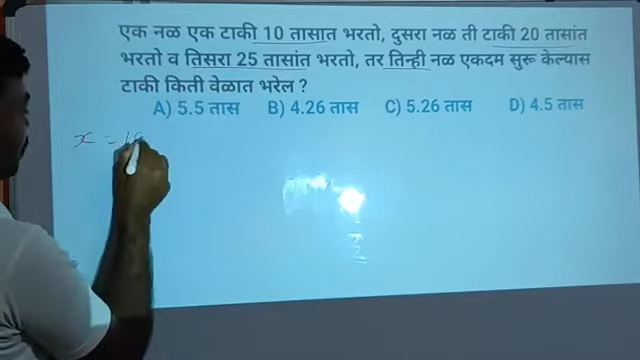 एक नळ एक टाकी 10 तासात भरतो, दुसरा नळ ती टाकी 20 तासांत
भरतो व तिसरा 25 तासांत भरतो, तर तिन्ही नळ एकदम सुरू केल्यास
टाकी किती वेळात भरेल ?
A) 5.5 तास B) 4.26 तास C) 5.26 तास D) 4.5 तास
x =